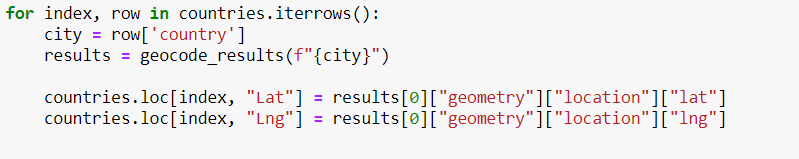 for index, row in countries.iterrows():
    city = row['country']
    results = geocode_results(f"{city}")

    countries.loc[index, "Lat"] = results[0]["geometry"]["location"]["lat"]
    countries.loc[index, "Lng"] = results[0]["geometry"]["location"]["lng"]